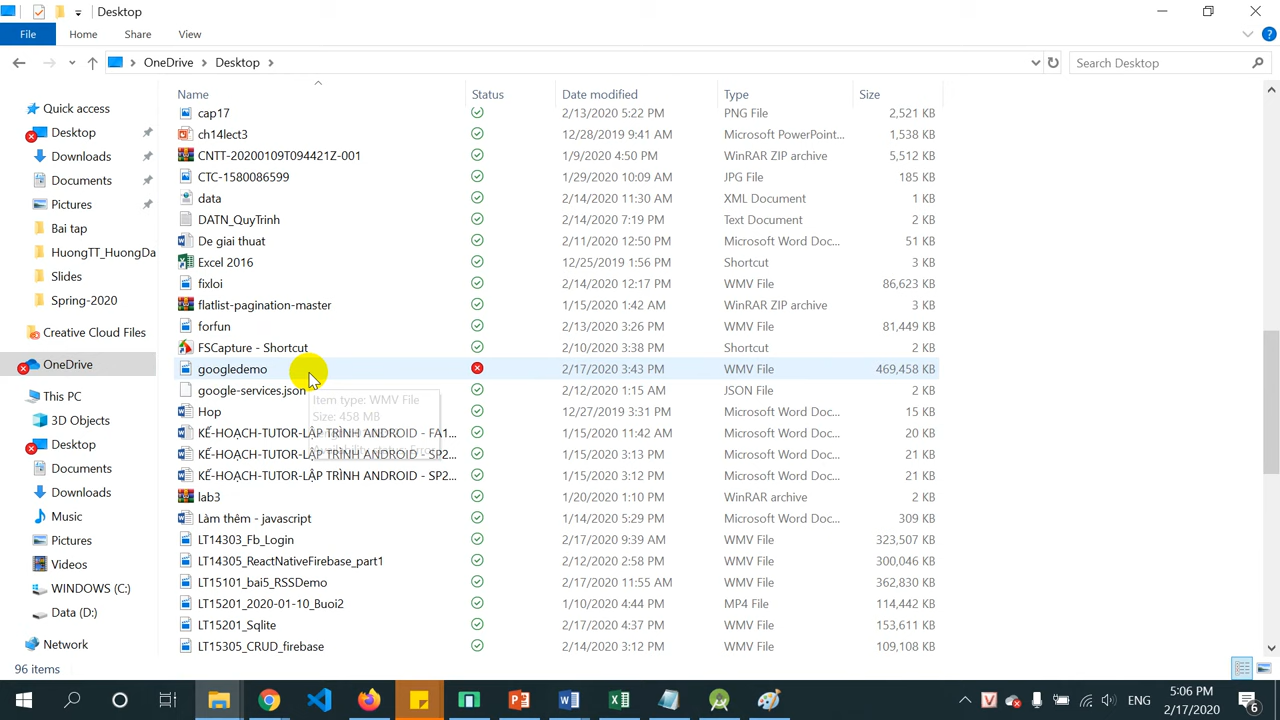 Desktop
File Home Share View
OneDrive Desktop Search Desktop
Name Status Date modified Type Size
Quick access
Desktop
Downloads
Documents
Pictures
Bai tap
HuongTT_HuongDa
Slides
Spring-2020
Creative Cloud Files
OneDrive
This PC
3D Objects
Desktop
Documents
Downloads
Music
Pictures
Videos
WINDOWS (C:)
Data (D:)
Network
cap17 2/13/2020 5:22 PM PNG File 2,521 KB
ch14lect3 12/28/2019 9:41 AM Microsoft PowerPoint... 1,538 KB
CNTT-20200109T094421Z-001 1/9/2020 4:50 PM WinRAR ZIP archive 5,512 KB
CTC-1580086599 1/29/2020 10:09 AM JPG File 185 KB
data 2/14/2020 11:30 AM XML Document 1 KB
DATN_QuyTrinh 2/14/2020 7:19 PM Text Document 2 KB
De giai thuat 2/11/2020 12:50 PM Microsoft Word Doc... 51 KB
Excel 2016 12/25/2019 1:56 PM Shortcut 3 KB
fixloi 2/14/2020 12:17 PM WMV File 86,623 KB
flatlist-pagination-master 1/15/2020 1:42 AM WinRAR ZIP archive 3 KB
forfun 2/13/2020 3:26 PM WMV File 81,449 KB
FSCapture - Shortcut 2/10/2020 3:38 PM Shortcut 2 KB
googledemo 2/17/2020 3:43 PM WMV File 469,458 KB
google-services.json 2/12/2020 1:15 AM JSON File 2 KB
Item type: WMV File
Size: 458 MB
Hop 12/27/2019 3:31 PM Microsoft Word Doc... 15 KB
KẾ-HOẠCH-TUTOR-LẬP TRÌNH ANDROID - FA1... 1/15/2020 11:42 AM Microsoft Word Doc... 20 KB
KẾ-HOẠCH-TUTOR-LẬP TRÌNH ANDROID - SP2... 1/15/2020 3:13 PM Microsoft Word Doc... 21 KB
KẾ-HOẠCH-TUTOR-LẬP TRÌNH ANDROID - SP2... 1/15/2020 3:12 PM Microsoft Word Doc... 21 KB
lab3 1/20/2020 1:10 PM WinRAR archive 2 KB
Làm thêm - javascript 1/14/2020 5:29 PM Microsoft Word Doc... 309 KB
LT14303_Fb_Login 2/17/2020 9:39 AM WMV File 323,507 KB
LT14305_ReactNativeFirebase_part1 2/12/2020 2:58 PM WMV File 300,046 KB
LT15101_bai5_RSSDemo 2/17/2020 11:55 AM WMV File 362,830 KB
LT15201_2020-01-10_Buoi2 1/10/2020 4:44 PM MP4 File 114,442 KB
LT15201_Sqlite 2/17/2020 4:37 PM WMV File 153,611 KB
LT15305_CRUD_firebase 2/14/2020 3:12 PM WMV File 109,108 KB
96 items
ENG
5:06 PM
2/17/2020
6